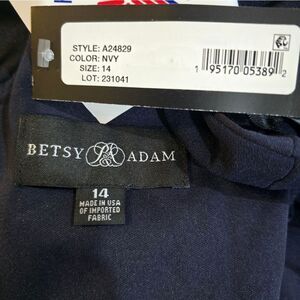 STYLE: A24829
COLOR: NVY
SIZE: 14
LOT: 231041
1 95170 05389 2
BETSY ADAM
14
MADE IN USA
OF IMPORTED
FABRIC